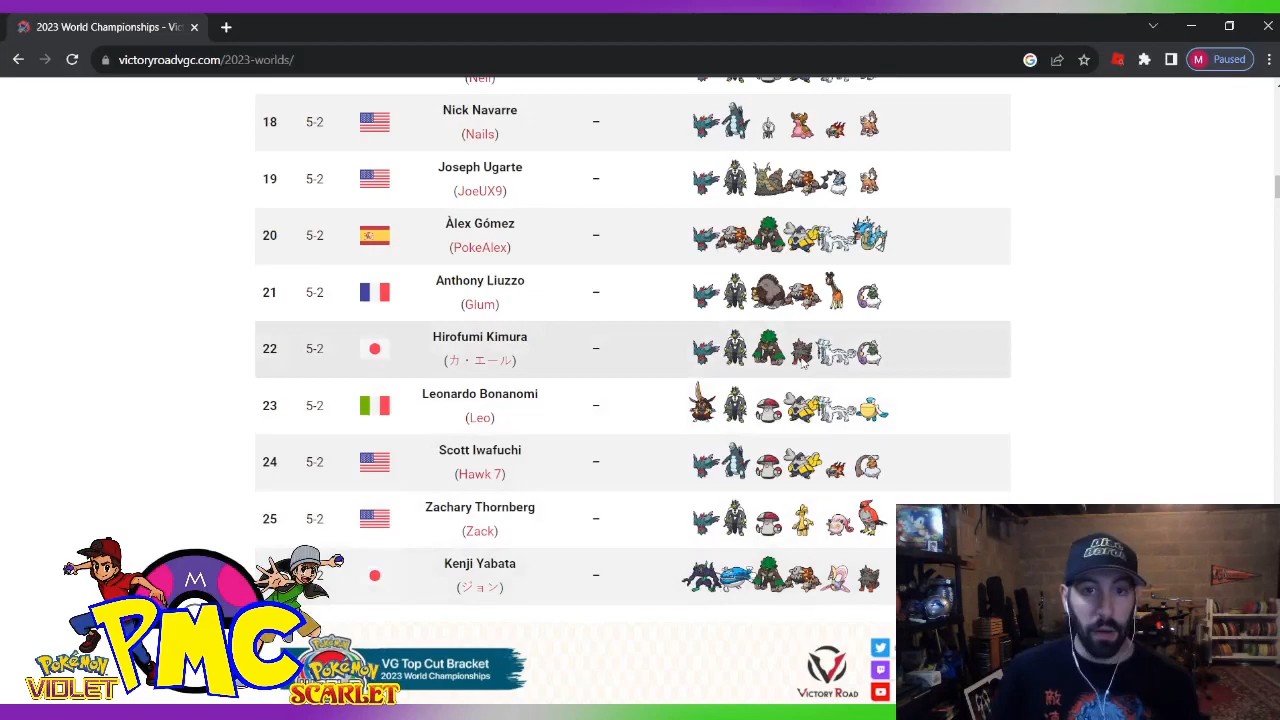 2023 World Championships - Vic
victoryroadvgc.com/2023-worlds/
M Paused
(Neil)
18 5-2 Nick Navarre –
(Nails)
19 5-2 Joseph Ugarte –
(JoeUX9)
20 5-2 Àlex Gómez –
(PokeAlex)
21 5-2 Anthony Liuzzo –
(Glum)
22 5-2 Hirofumi Kimura –
(カ・エール)
23 5-2 Leonardo Bonanomi –
(Leo)
24 5-2 Scott Iwafuchi –
(Hawk 7)
25 5-2 Zachary Thornberg –
(Zack)
Kenji Yabata –
(ジョン)
M
PMC
POKéMON
VIOLET
POKéMON
SCARLET
VG Top Cut Bracket
2023 World Championships
VICTORY ROAD